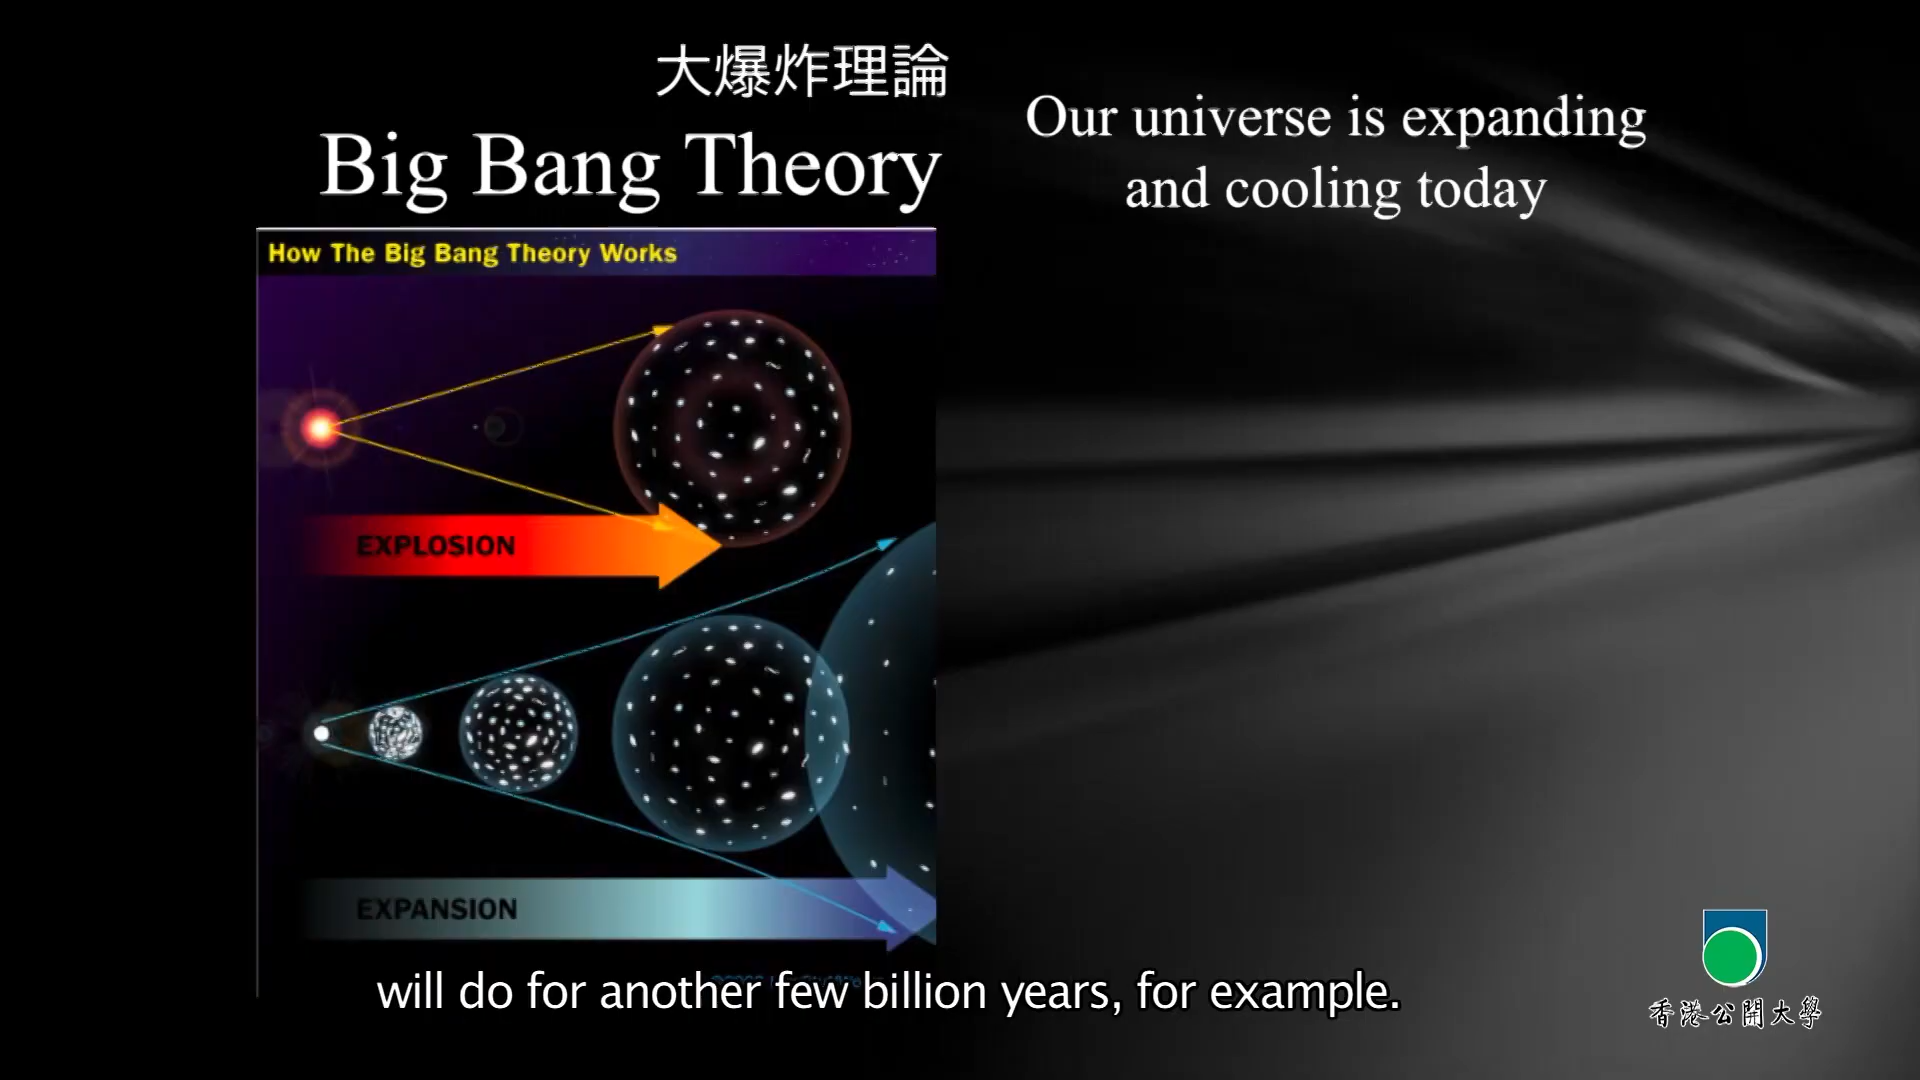 大爆炸理論
Big Bang Theory
Our universe is expanding
and cooling today
How The Big Bang Theory Works
EXPLOSION
EXPANSION
will do for another few billion years, for example.
香港公開大學